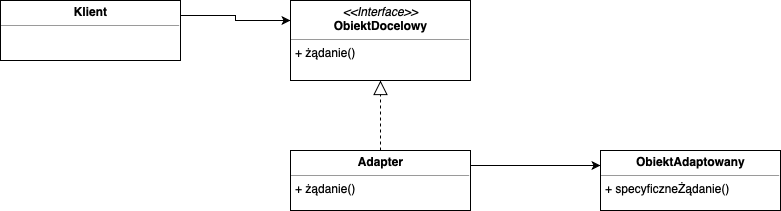 Klient
<<Interface>>
ObiektDocelowy
+ żądanie()
Adapter
+ żądanie()
ObiektAdaptowany
+ specyficzneŻądanie()